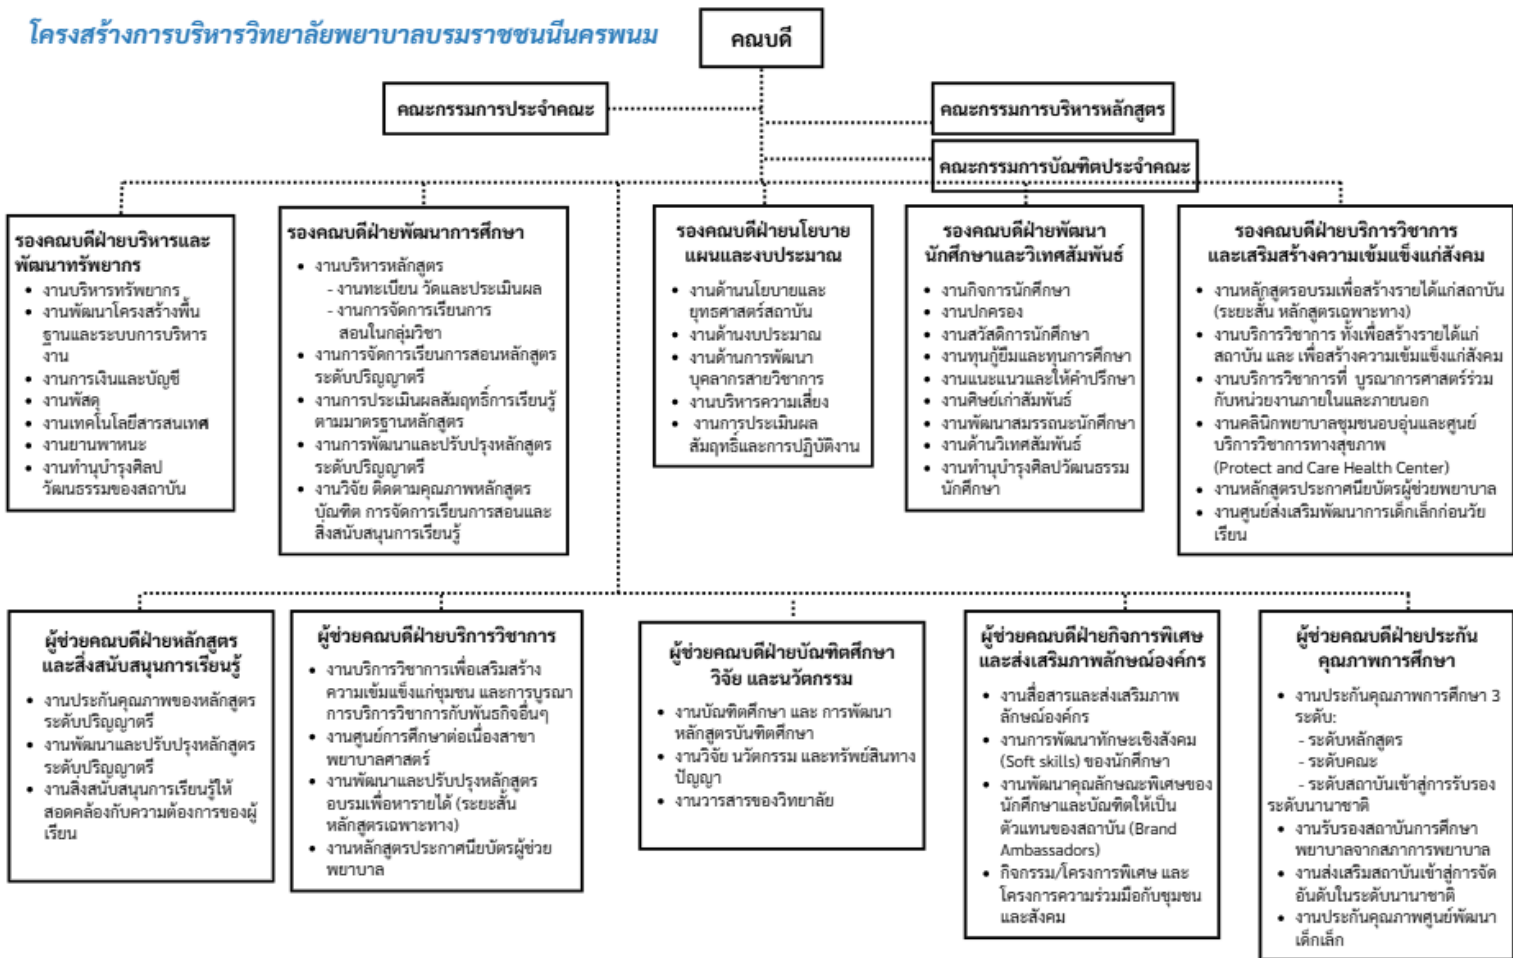 โครงสร้างการบริหารวิทยาลัยพยาบาลบรมราชชนนีนครพนม
คณบดี
คณะกรรมการประจำคณะ
คณะกรรมการบริหารหลักสูตร
คณะกรรมการบัณฑิตประจำคณะ
รองคณบดีฝ่ายบริหารและ
พัฒนาทรัพยากร
• งานบริหารทรัพยากร
• งานพัฒนาโครงสร้างพื้น
ฐานและระบบการบริหาร
งาน
• งานการเงินและบัญชี
• งานพัสดุ
• งานเทคโนโลยีสารสนเทศ
• งานยานพาหนะ
• งานทำนุบำรุงศิลป
วัฒนธรรมของสถาบัน
รองคณบดีฝ่ายพัฒนาการศึกษา
• งานบริหารหลักสูตร
- งานทะเบียน วัดและประเมินผล
- งานการจัดการเรียนการ
สอนในกลุ่มวิชา
• งานการจัดการเรียนการสอนหลักสูตร
ระดับปริญญาตรี
• งานการประเมินผลสัมฤทธิ์การเรียนรู้
ตามมาตรฐานหลักสูตร
• งานการพัฒนาและปรับปรุงหลักสูตร
ระดับปริญญาตรี
• งานวิจัย ติดตามคุณภาพหลักสูตร
บัณฑิต การจัดการเรียนการสอนและ
สิ่งสนับสนุนการเรียนรู้
รองคณบดีฝ่ายนโยบาย
แผนและงบประมาณ
• งานด้านนโยบายและ
ยุทธศาสตร์สถาบัน
• งานด้านงบประมาณ
• งานด้านการพัฒนา
บุคลากรสายวิชาการ
• งานบริหารความเสี่ยง
• งานการประเมินผล
สัมฤทธิ์และการปฏิบัติงาน
รองคณบดีฝ่ายพัฒนา
นักศึกษาและวิเทศสัมพันธ์
• งานกิจการนักศึกษา
• งานปกครอง
• งานสวัสดิการนักศึกษา
• งานทุนกู้ยืมและทุนการศึกษา
• งานแนะแนวและให้คำปรึกษา
• งานศิษย์เก่าสัมพันธ์
• งานพัฒนาสมรรถนะนักศึกษา
• งานด้านวิเทศสัมพันธ์
• งานทำนุบำรุงศิลปวัฒนธรรม
นักศึกษา
รองคณบดีฝ่ายบริการวิชาการ
และเสริมสร้างความเข้มแข็งแก่สังคม
• งานหลักสูตรอบรมเพื่อสร้างรายได้แก่สถาบัน
(ระยะสั้น หลักสูตรเฉพาะทาง)
• งานบริการวิชาการ ทั้งเพื่อสร้างรายได้แก่
สถาบัน และ เพื่อสร้างความเข้มแข็งแก่สังคม
• งานบริการวิชาการที่ บูรณาการศาสตร์ร่วม
กับหน่วยงานภายในและภายนอก
• งานคลินิกพยาบาลชุมชนอบอุ่นและศูนย์
บริการวิชาการทางสุขภาพ
(Protect and Care Health Center)
• งานหลักสูตรประกาศนียบัตรผู้ช่วยพยาบาล
• งานศูนย์ส่งเสริมพัฒนาการเด็กเล็กก่อนวัย
เรียน
ผู้ช่วยคณบดีฝ่ายหลักสูตร
และสิ่งสนับสนุนการเรียนรู้
• งานประกันคุณภาพของหลักสูตร
ระดับปริญญาตรี
• งานพัฒนาและปรับปรุงหลักสูตร
ระดับปริญญาตรี
• งานสิ่งสนับสนุนการเรียนรู้ให้
สอดคล้องกับความต้องการของผู้
เรียน
ผู้ช่วยคณบดีฝ่ายบริการวิชาการ
• งานบริการวิชาการเพื่อเสริมสร้าง
ความเข้มแข็งแก่ชุมชน และการบูรณา
การบริการวิชาการกับพันธกิจอื่นๆ
• งานศูนย์การศึกษาต่อเนื่องสาขา
พยาบาลศาสตร์
• งานพัฒนาและปรับปรุงหลักสูตร
อบรมเพื่อหารายได้ (ระยะสั้น
หลักสูตรเฉพาะทาง)
• งานหลักสูตรประกาศนียบัตรผู้ช่วย
พยาบาล
ผู้ช่วยคณบดีฝ่ายบัณฑิตศึกษา
วิจัย และนวัตกรรม
• งานบัณฑิตศึกษา และ การพัฒนา
หลักสูตรบัณฑิตศึกษา
• งานวิจัย นวัตกรรม และทรัพย์สินทาง
ปัญญา
• งานวารสารของวิทยาลัย
ผู้ช่วยคณบดีฝ่ายกิจการพิเศษ
และส่งเสริมภาพลักษณ์องค์กร
• งานสื่อสารและส่งเสริมภาพ
ลักษณ์องค์กร
• งานการพัฒนาทักษะเชิงสังคม
(Soft skills) ของนักศึกษา
• งานพัฒนาคุณลักษณะพิเศษของ
นักศึกษาและบัณฑิตให้เป็น
ตัวแทนของสถาบัน (Brand
Ambassadors)
• กิจกรรม/โครงการพิเศษ และ
โครงการความร่วมมือกับชุมชน
และสังคม
ผู้ช่วยคณบดีฝ่ายประกัน
คุณภาพการศึกษา
• งานประกันคุณภาพการศึกษา 3
ระดับ:
- ระดับหลักสูตร
- ระดับคณะ
- ระดับสถาบันเข้าสู่การรับรอง
ระดับนานาชาติ
• งานรับรองสถาบันการศึกษา
พยาบาลจากสภาการพยาบาล
• งานส่งเสริมสถาบันเข้าสู่การจัด
อันดับในระดับนานาชาติ
• งานประกันคุณภาพศูนย์พัฒนา
เด็กเล็ก